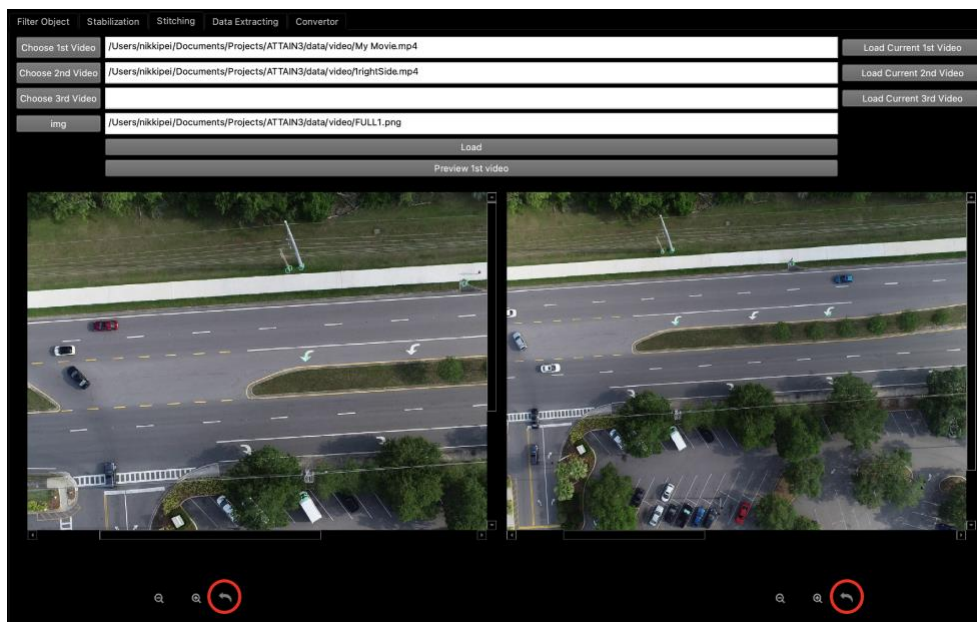 Filter Object Stabilization Stitching Data Extracting Convertor
Choose 1st Video /Users/nikkipei/Documents/Projects/ATTAIN3/data/video/My Movie.mp4 Load Current 1st Video
Choose 2nd Video /Users/nikkipei/Documents/Projects/ATTAIN3/data/video/1rightSide.mp4 Load Current 2nd Video
Choose 3rd Video Load Current 3rd Video
img /Users/nikkipei/Documents/Projects/ATTAIN3/data/video/FULL1.png
Load
Preview 1st video